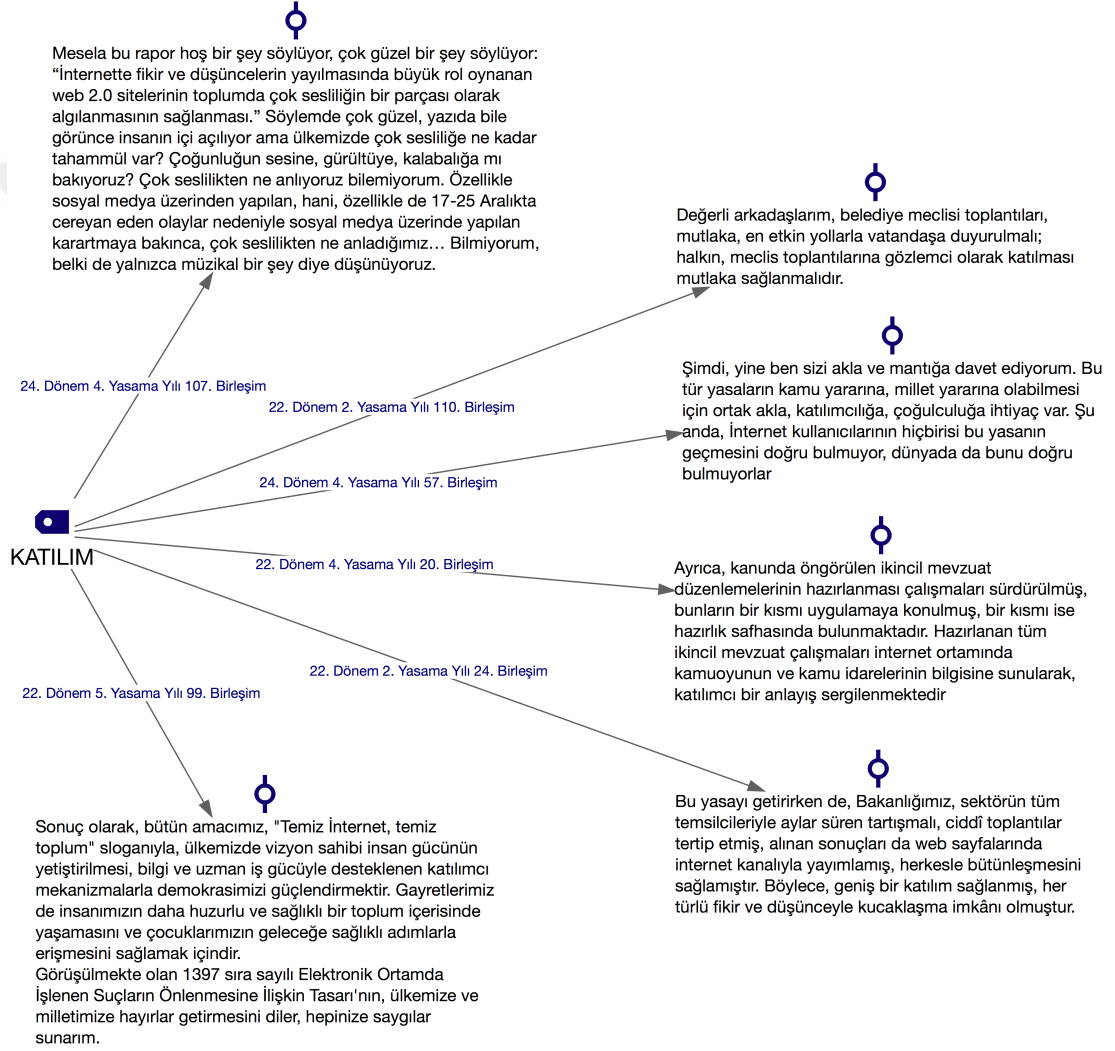 Mesela bu rapor hoş bir şey söylüyor, çok güzel bir şey söylüyor:
“İnternette fikir ve düşüncelerin yayılmasında büyük rol oynanan
web 2.0 sitelerinin toplumda çok sesliliğin bir parçası olarak
algılanmasının sağlanması.” Söylemde çok güzel, yazıda bile
görünce insanın içi açılıyor ama ülkemizde çok sesliliğe ne kadar
tahammül var? Çoğunluğun sesine, gürültüye, kalabalığa mı
bakıyoruz? Çok seslilikten ne anlıyoruz bilemiyorum. Özellikle
sosyal medya üzerinden yapılan, hani, özellikle de 17-25 Aralıkta
cereyan eden olaylar nedeniyle sosyal medya üzerinde yapılan
karartmaya bakınca, çok seslilikten ne anladığımız… Bilmiyorum,
belki de yalnızca müzikal bir şey diye düşünüyoruz.
Değerli arkadaşlarım, belediye meclisi toplantıları,
mutlaka, en etkin yollarla vatandaşa duyurulmalı;
halkın, meclis toplantılarına gözlemci olarak katılması
mutlaka sağlanmalıdır.
24. Dönem 4. Yasama Yılı 107. Birleşim
22. Dönem 2. Yasama Yılı 110. Birleşim
Şimdi, yine ben sizi akla ve mantığa davet ediyorum. Bu
tür yasaların kamu yararına, millet yararına olabilmesi
için ortak akla, katılımcılığa, çoğulculuğa ihtiyaç var. Şu
anda, İnternet kullanıcılarının hiçbirisi bu yasanın
geçmesini doğru bulmuyor, dünyada da bunu doğru
bulmuyorlar
24. Dönem 4. Yasama Yılı 57. Birleşim
KATILIM
22. Dönem 4. Yasama Yılı 20. Birleşim
Ayrıca, kanunda öngörülen ikincil mevzuat
düzenlemelerinin hazırlanması çalışmaları sürdürülmüş,
bunların bir kısmı uygulamaya konulmuş, bir kısmı ise
hazırlık safhasında bulunmaktadır. Hazırlanan tüm
ikincil mevzuat çalışmaları internet ortamında
kamuoyunun ve kamu idarelerinin bilgisine sunularak,
katılımcı bir anlayış sergilenmektedir
22. Dönem 2. Yasama Yılı 24. Birleşim
22. Dönem 5. Yasama Yılı 99. Birleşim
Bu yasayı getirirken de, Bakanlığımız, sektörün tüm
temsilcileriyle aylar süren tartışmalı, ciddî toplantılar
tertip etmiş, alınan sonuçları da web sayfalarında
internet kanalıyla yayımlamış, herkesle bütünleşmesini
sağlamıştır. Böylece, geniş bir katılım sağlanmış, her
türlü fikir ve düşünceyle kucaklaşma imkânı olmuştur.
Sonuç olarak, bütün amacımız, "Temiz İnternet, temiz
toplum" sloganıyla, ülkemizde vizyon sahibi insan gücünün
yetiştirilmesi, bilgi ve uzman iş gücüyle desteklenen katılımcı
mekanizmalarla demokrasimizi güçlendirmektir. Gayretlerimiz
de insanımızın daha huzurlu ve sağlıklı bir toplum içerisinde
yaşamasını ve çocuklarımızın geleceğe sağlıklı adımlarla
erişmesini sağlamak içindir.
Görüşülmekte olan 1397 sıra sayılı Elektronik Ortamda
İşlenen Suçların Önlenmesine İlişkin Tasarı'nın, ülkemize ve
milletimize hayırlar getirmesini diler, hepinize saygılar
sunarım.